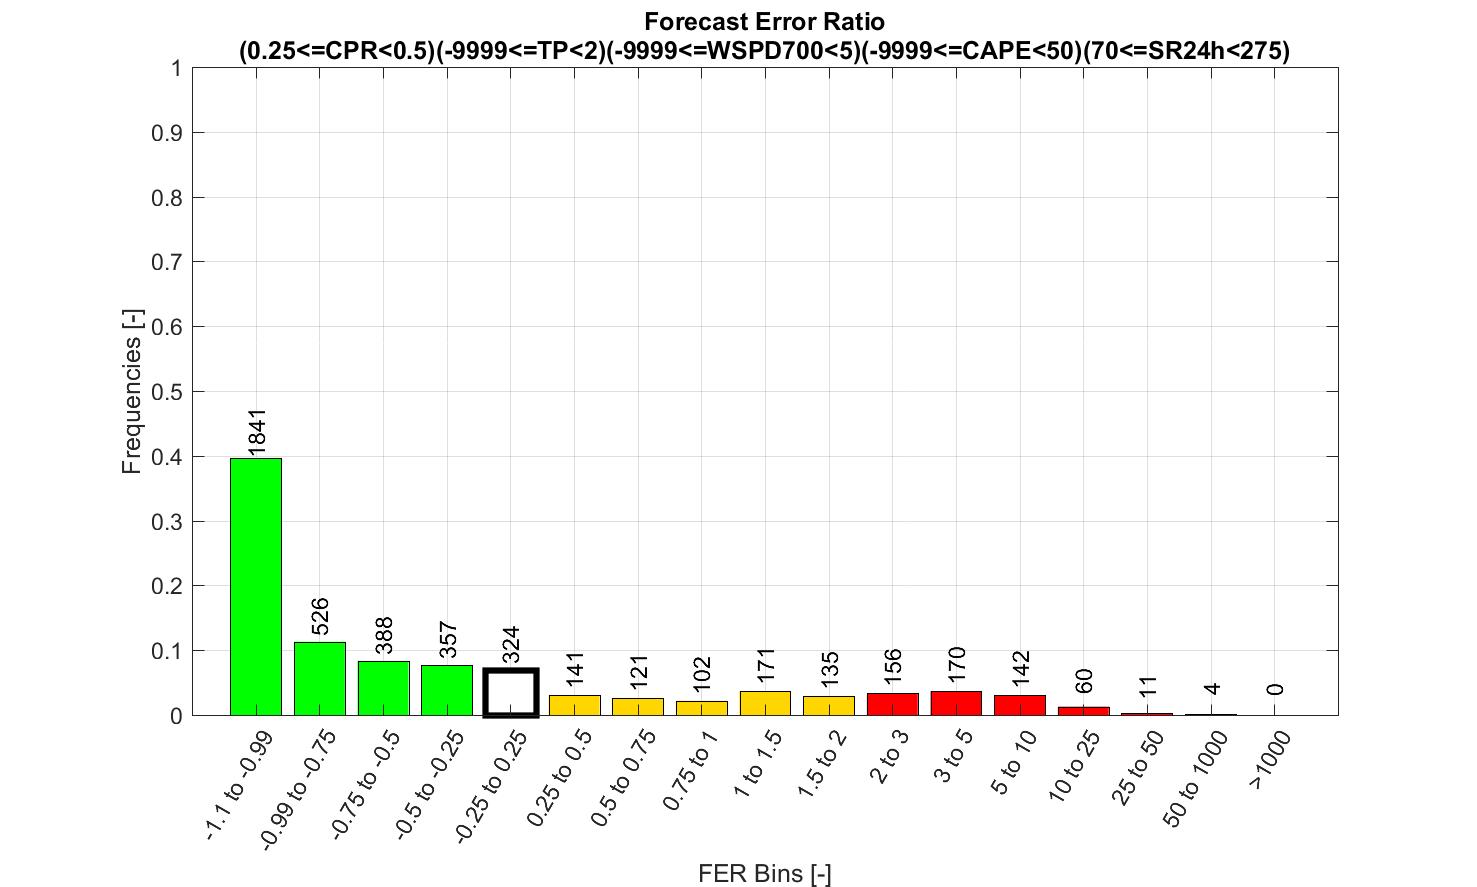 Forecast Error Ratio
(0.25<=CPR<0.5)(-9999<=TP<2)(-9999<=WSPD700<5)(-9999<=CAPE<50)(70<=SR24h<275)
1
0.9
0.8
0.7
0.6
0.5
0.4
0.3
0.2
0.1
0
Frequencies [-]
1841
526
388
357
324
141
121
102
171
135
156
170
142
60
11
4
0
-1.1 to -0.99
-0.99 to -0.75
-0.75 to -0.5
-0.5 to -0.25
-0.25 to 0.25
0.25 to 0.5
0.5 to 0.75
0.75 to 1
1 to 1.5
1.5 to 2
2 to 3
3 to 5
5 to 10
10 to 25
25 to 50
50 to 1000
>1000
FER Bins [-]